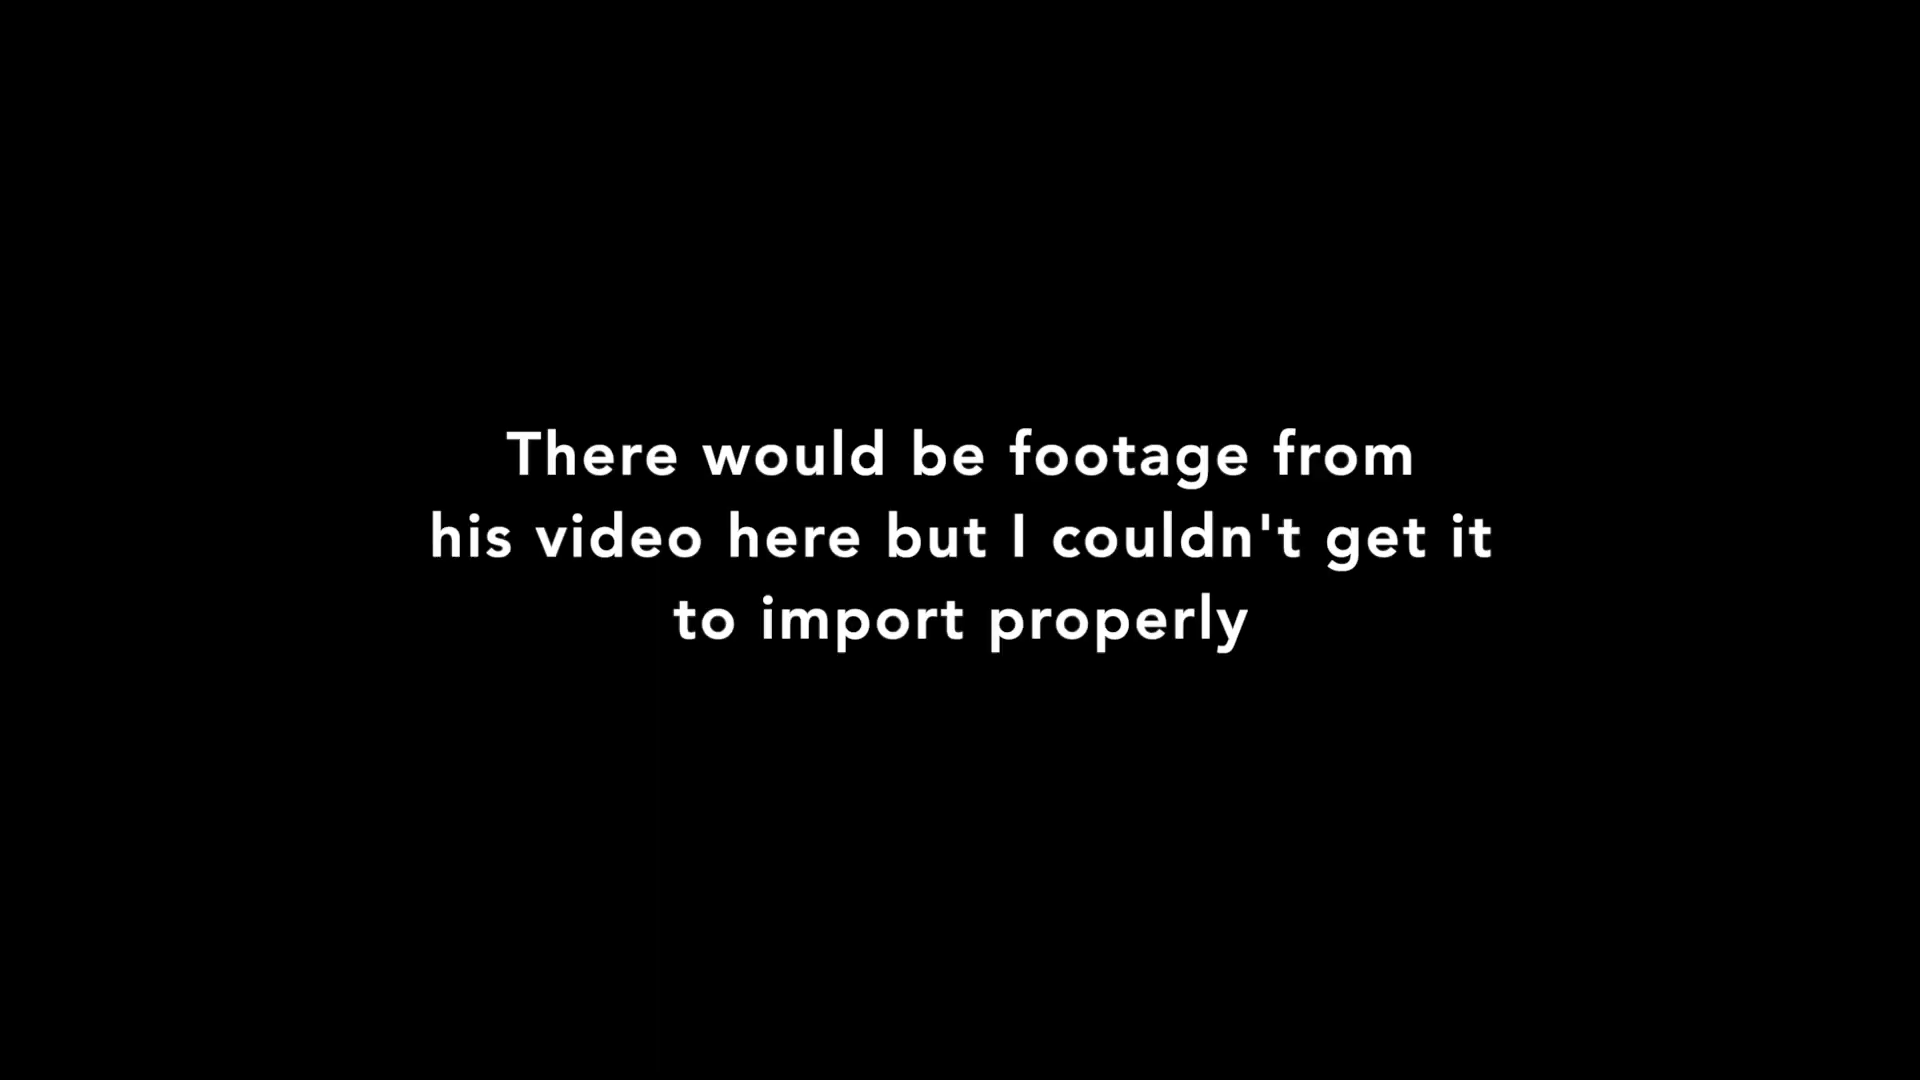 There would be footage from
his video here but I couldn't get it
to import properly